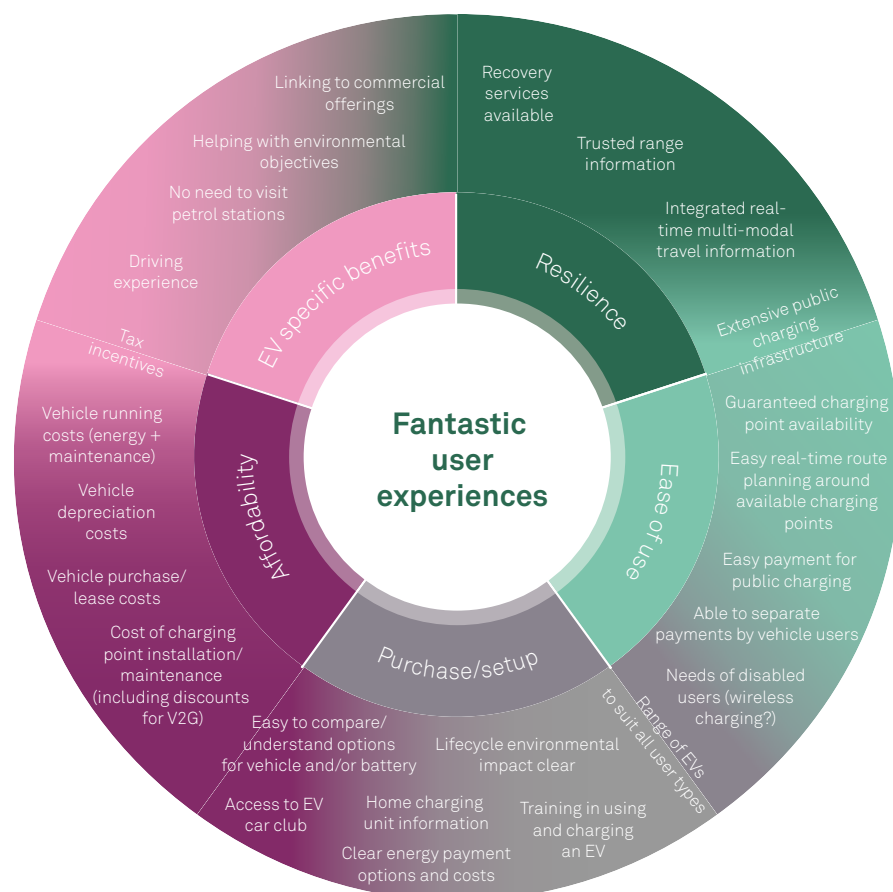 Fantastic
user
experiences
Resilience
Recovery
services
available
Trusted range
information
Integrated real-
time multi-modal
travel information
Extensive public
charging
infrastructure
Ease of use
Guaranteed charging
point availability
Easy real-time route
planning around
available charging
points
Easy payment for
public charging
Able to separate
payments by vehicle users
Needs of disabled
users (wireless
charging?)
Range of EVs
to suit all user types
Purchase/setup
Lifecycle environmental
impact clear
Training in using
and charging
an EV
Home charging
unit information
Clear energy payment
options and costs
Easy to compare/
understand options
for vehicle and/or battery
Access to EV
car club
Affordability
Cost of charging
point installation/
maintenance
(including discounts
for V2G)
Vehicle purchase/
lease costs
Vehicle
depreciation
costs
Vehicle running
costs (energy +
maintenance)
Tax
incentives
EV specific benefits
Driving
experience
No need to visit
petrol stations
Helping with environmental
objectives
Linking to commercial
offerings